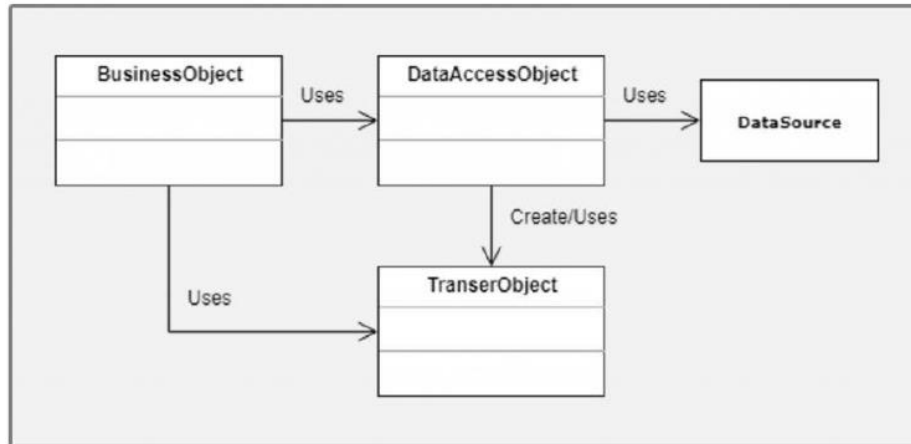 BusinessObject
Uses
DataAccessObject
Uses
DataSource
Create/Uses
Uses
TranserObject